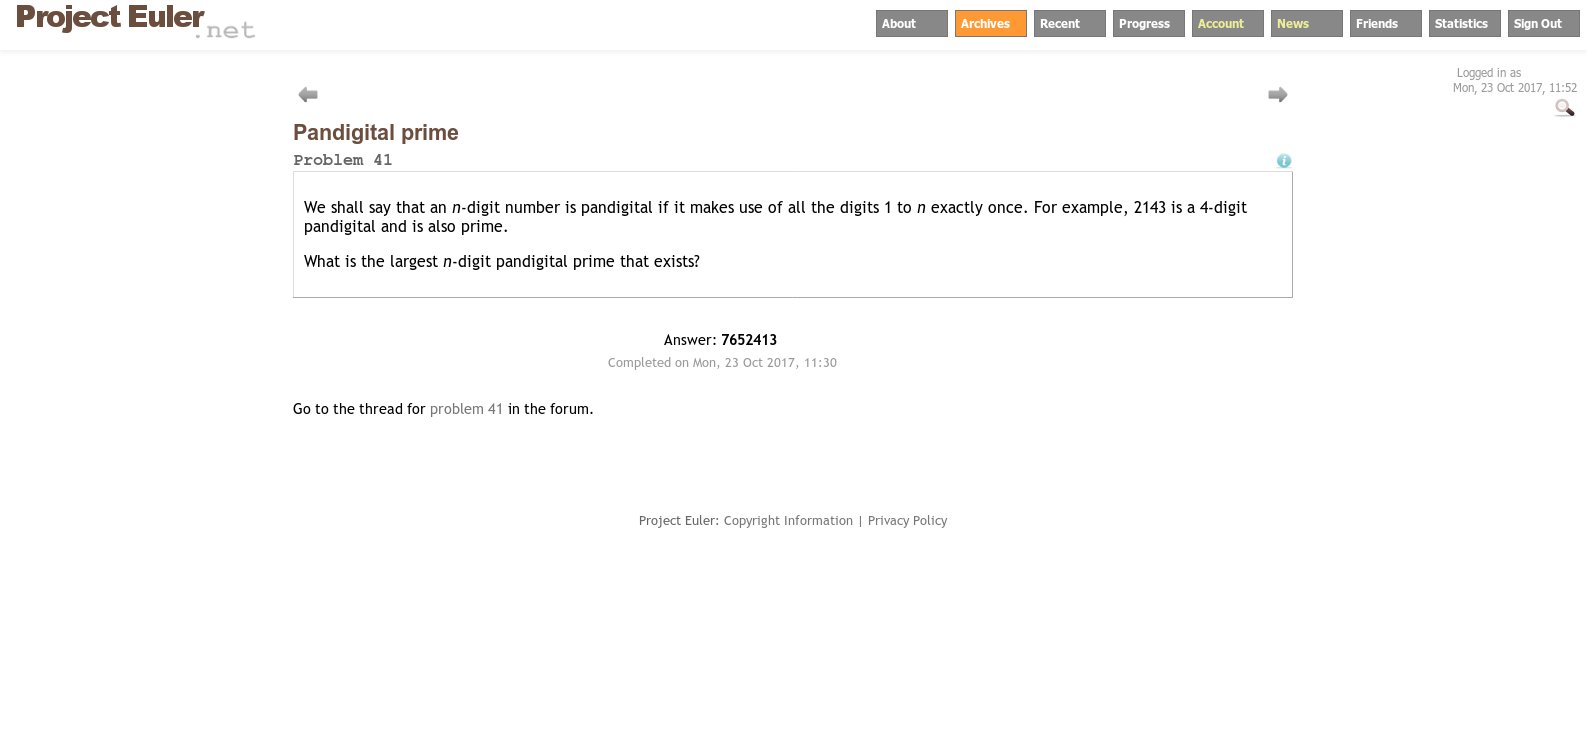 Project Euler
.net
About
Archives
Recent
Progress
Account
News
Friends
Statistics
Sign Out
Logged in as
Mon, 23 Oct 2017, 11:52
Pandigital prime
Problem 41
i
We shall say that an n-digit number is pandigital if it makes use of all the digits 1 to n exactly once. For example, 2143 is a 4-digit
pandigital and is also prime.
What is the largest n-digit pandigital prime that exists?
Answer: 7652413
Completed on Mon, 23 Oct 2017, 11:30
Go to the thread for problem 41 in the forum.
Project Euler: Copyright Information | Privacy Policy